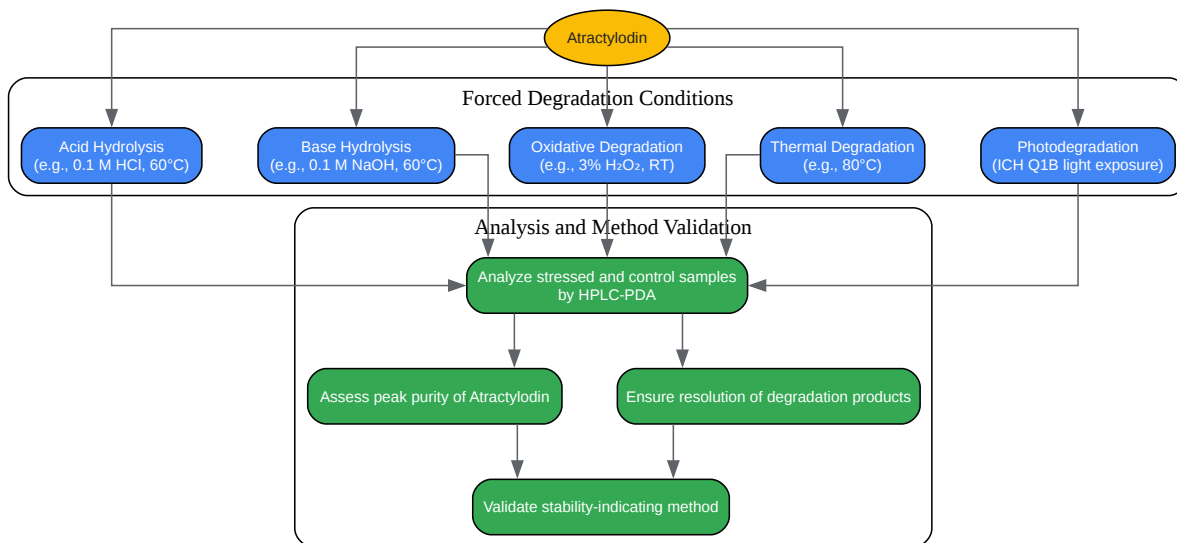 Atractylodin
Forced Degradation Conditions
Acid Hydrolysis
(e.g., 0.1 M HCl, 60°C)
Base Hydrolysis
(e.g., 0.1 M NaOH, 60°C)
Oxidative Degradation
(e.g., 3% H₂O₂, RT)
Thermal Degradation
(e.g., 80°C)
Photodegradation
(ICH Q1B light exposure)
Analysis and Method Validation
Analyze stressed and control samples
by HPLC-PDA
Assess peak purity of Atractylodin
Ensure resolution of degradation products
Validate stability-indicating method